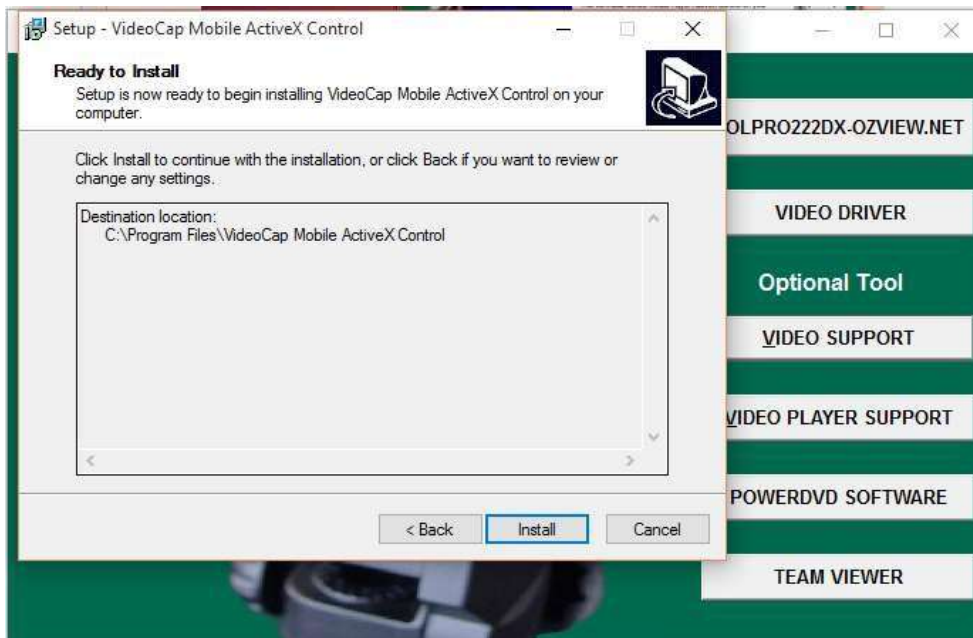 Setup - VideoCap Mobile ActiveX Control
Ready to Install
Setup is now ready to begin installing VideoCap Mobile ActiveX Control on your
computer.
Click Install to continue with the installation, or click Back if you want to review or
change any settings.
Destination location:
C:\Program Files\VideoCap Mobile ActiveX Control
< Back
Install
Cancel
OLPRO222DX-OZVIEW.NET
VIDEO DRIVER
Optional Tool
VIDEO SUPPORT
VIDEO PLAYER SUPPORT
POWERDVD SOFTWARE
TEAM VIEWER